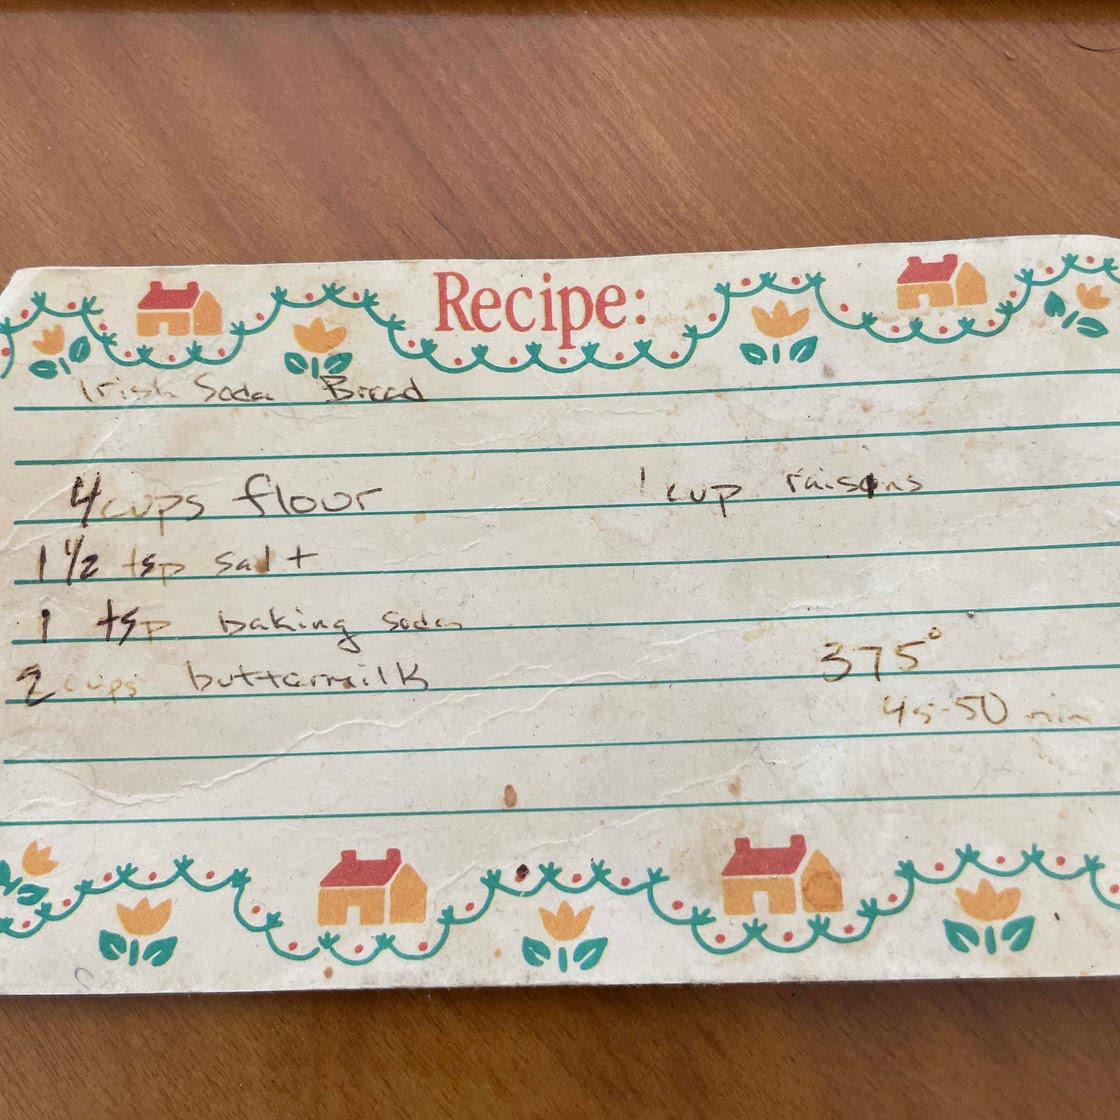 Recipe:
Irish Soda Bread
4 cups flour
1 cup raisons
1 1/2 tsp salt
1 tsp baking soda
2 cups buttermilk
375°
45-50 min